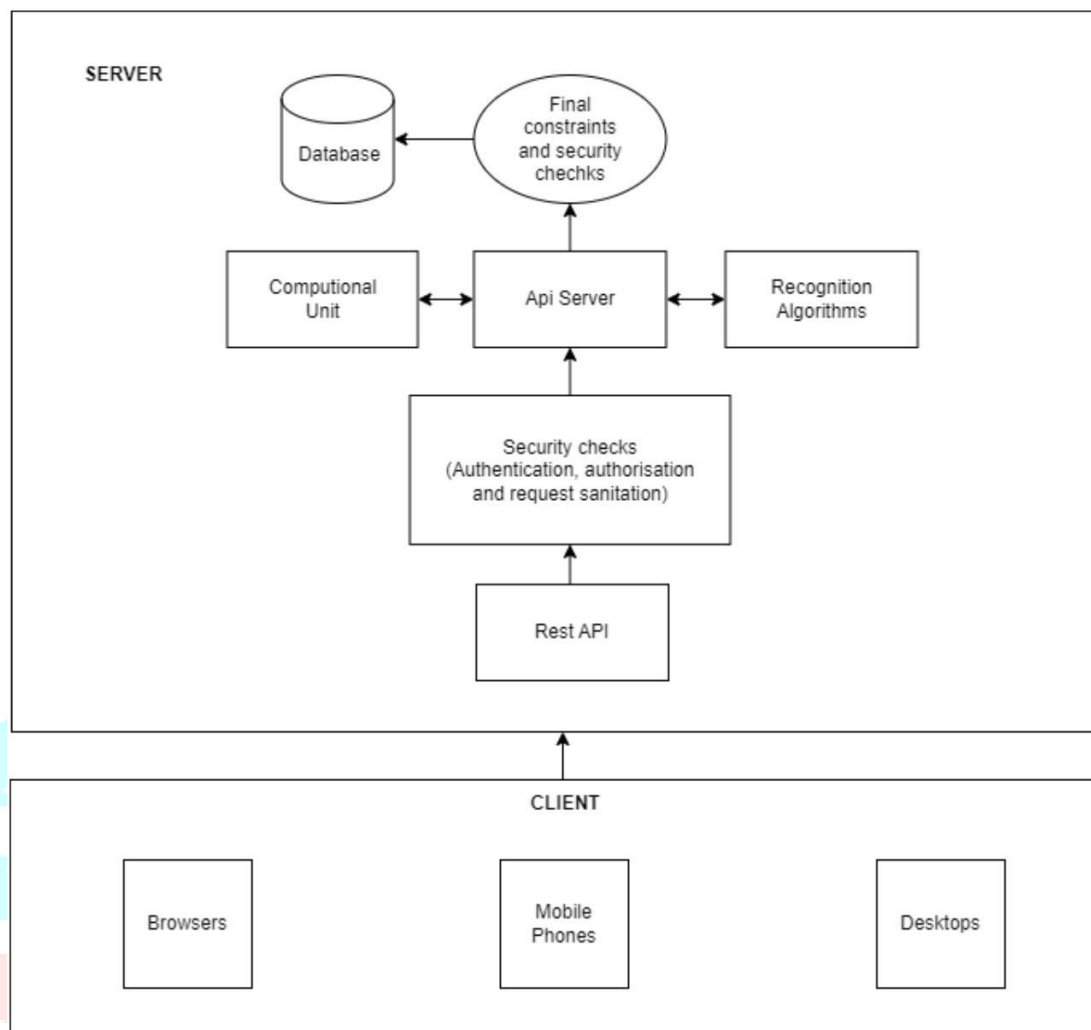 SERVER
Final
constraints
and security
chechks
Database
Computional
Unit
Api Server
Recognition
Algorithms
Security checks
(Authentication, authorisation
and request sanitation)
Rest API
CLIENT
Browsers
Mobile
Phones
Desktops